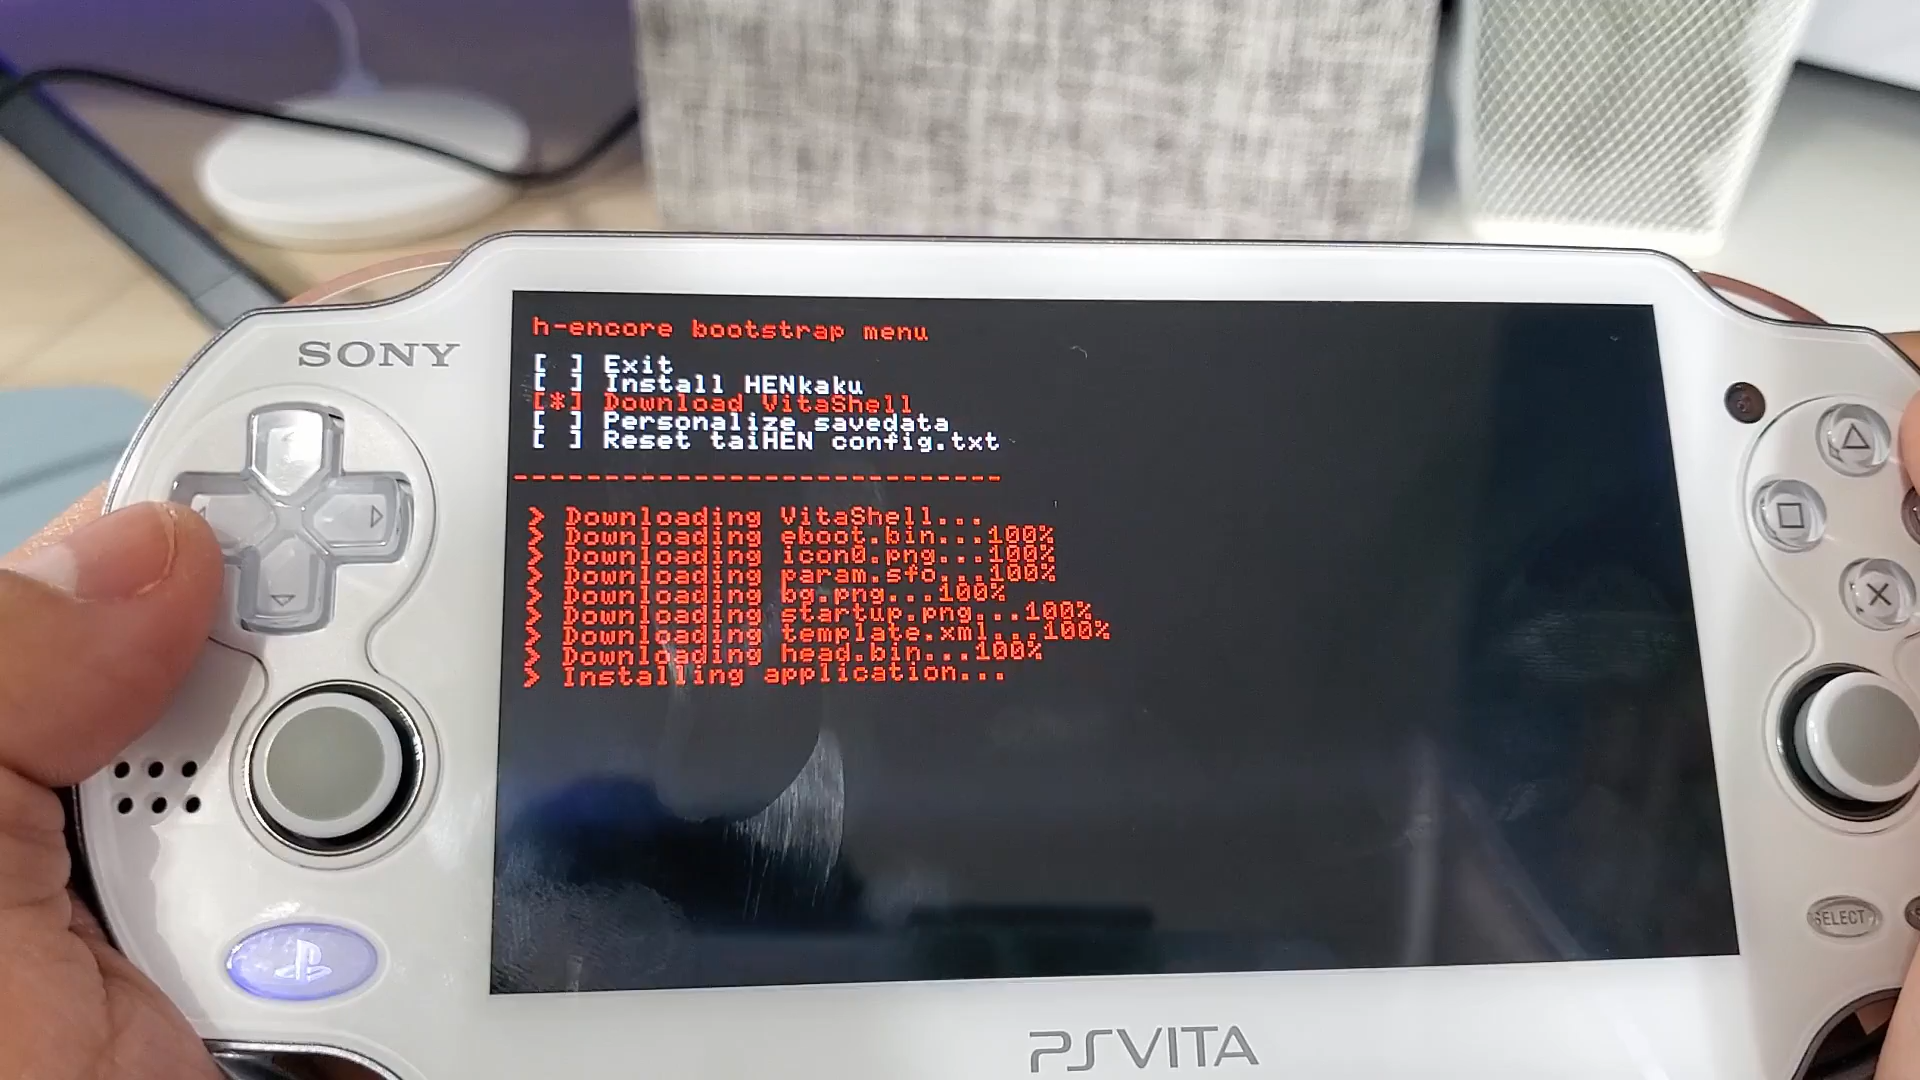 SONY
h-encore bootstrap menu
[ ] Exit
[ ] Install HENkaku
[*] Download VitaShell
[ ] Personalize savedata
[ ] Reset taiHEN config.txt
---------------------------
> Downloading VitaShell...
> Downloading eboot.bin...100%
> Downloading icon0.png...100%
> Downloading param.sfo...100%
> Downloading bg.png...100%
> Downloading startup.png...100%
> Downloading template.xml...100%
> Downloading head.bin...100%
> Installing application...
SELECT
PSVITA